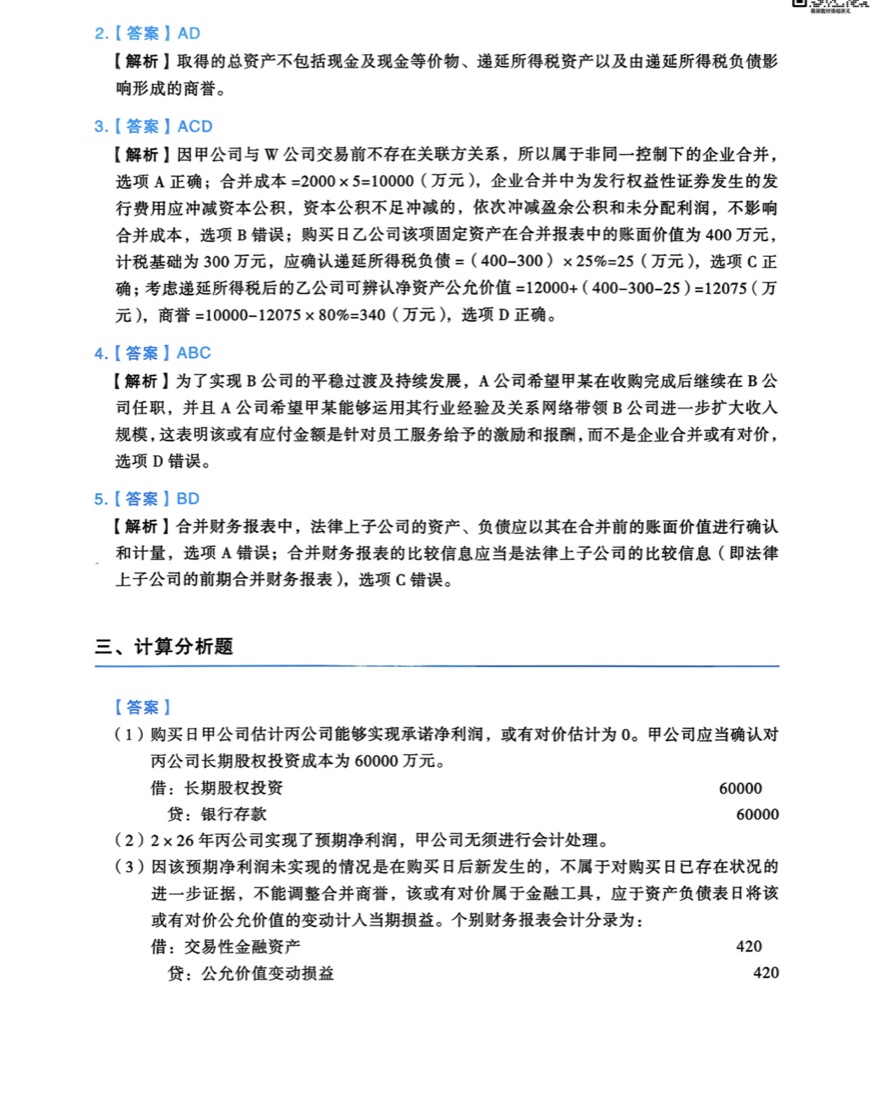 最新教材课程讲义
2.【答案】AD
【解析】取得的总资产不包括现金及现金等价物、递延所得税资产以及由递延所得税负债影
响形成的商誉。
3.【答案】ACD
【解析】因甲公司与 W 公司交易前不存在关联方关系，所以属于非同一控制下的企业合并，
选项 A 正确；合并成本 =2000×5=10000（万元），企业合并中为发行权益性证券发生的发
行费用应冲减资本公积，资本公积不足冲减的，依次冲减盈余公积和未分配利润，不影响
合并成本，选项 B 错误；购买日乙公司该项固定资产在合并报表中的账面价值为 400 万元，
计税基础为 300 万元，应确认递延所得税负债 =（400-300）×25%=25（万元），选项 C 正
确；考虑递延所得税后的乙公司可辨认净资产公允价值 =12000+（400-300-25）=12075（万
元），商誉 =10000-12075×80%=340（万元），选项 D 正确。
4.【答案】ABC
【解析】为了实现 B 公司的平稳过渡及持续发展，A 公司希望甲某在收购完成后继续在 B 公
司任职，并且 A 公司希望甲某能够运用其行业经验及关系网络带领 B 公司进一步扩大收入
规模，这表明该或有应付金额是针对员工服务给予的激励和报酬，而不是企业合并或有对价，
选项 D 错误。
5.【答案】BD
【解析】合并财务报表中，法律上子公司的资产、负债应以其在合并前的账面价值进行确认
和计量，选项 A 错误；合并财务报表的比较信息应当是法律上子公司的比较信息（即法律
上子公司的前期合并财务报表），选项 C 错误。
三、计算分析题
【答案】
（1）购买日甲公司估计丙公司能够实现承诺净利润，或有对价估计为 0。甲公司应当确认对
丙公司长期股权投资成本为 60000 万元。
借：长期股权投资 60000
贷：银行存款 60000
（2）2×26 年丙公司实现了预期净利润，甲公司无须进行会计处理。
（3）因该预期净利润未实现的情况是在购买日后新发生的，不属于对购买日已存在状况的
进一步证据，不能调整合并商誉，该或有对价属于金融工具，应于资产负债表日将该
或有对价公允价值的变动计入当期损益。个别财务报表会计分录为：
借：交易性金融资产 420
贷：公允价值变动损益 420